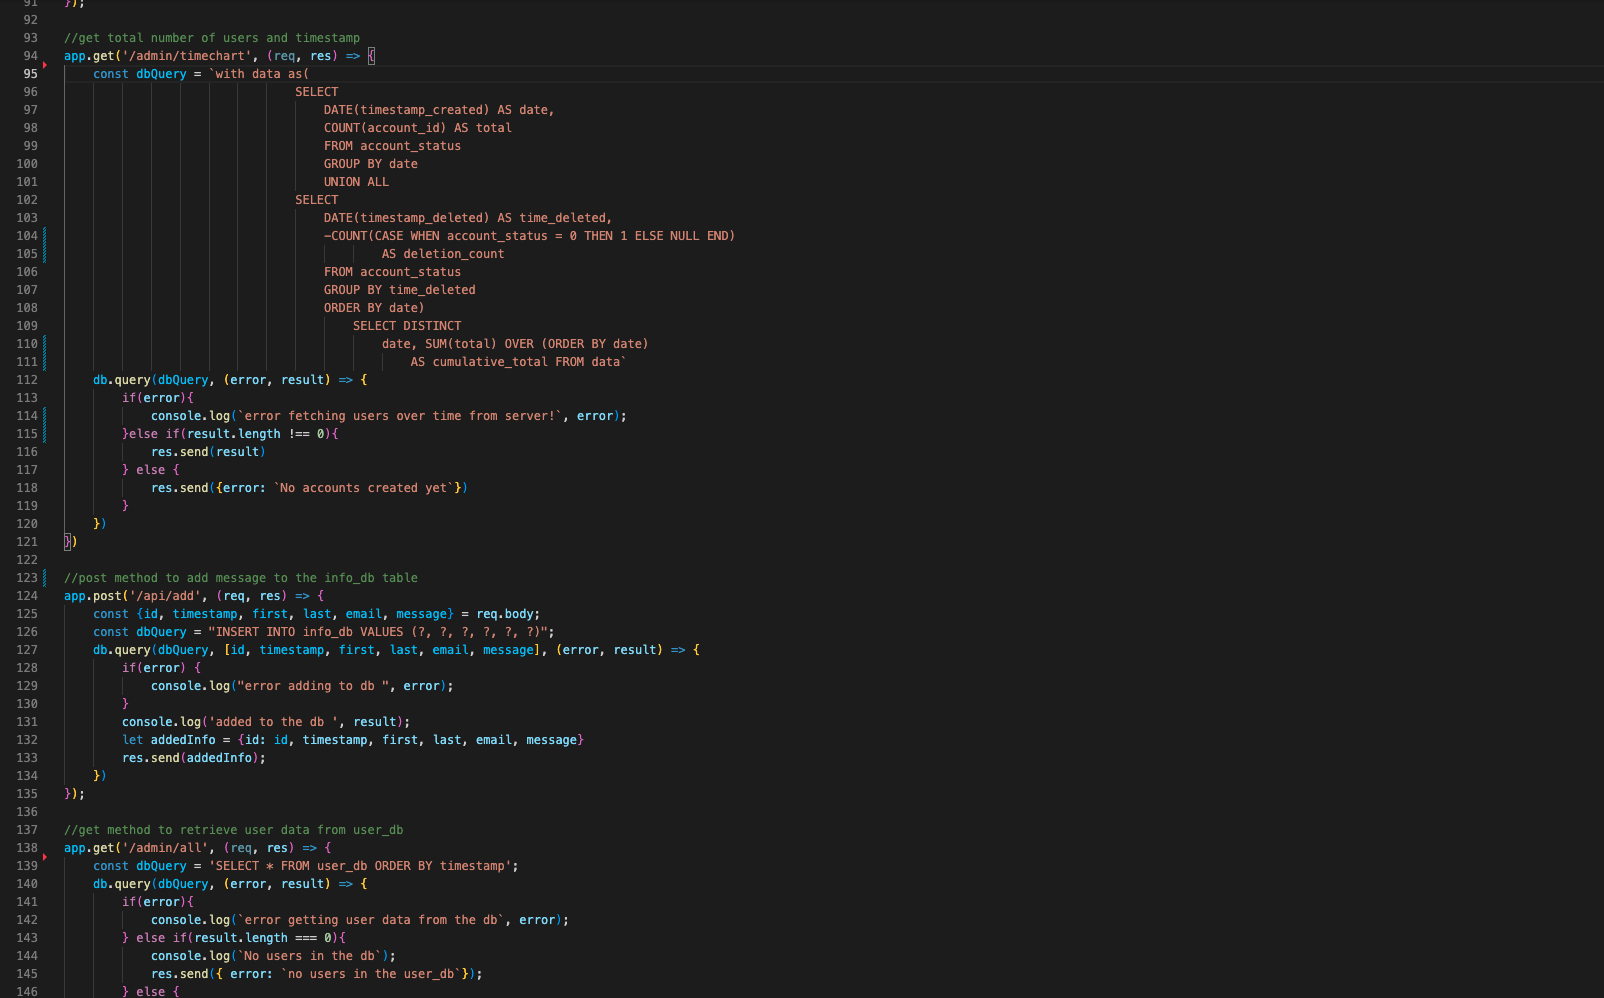 91 });
92
93 //get total number of users and timestamp
94 app.get('/admin/timechart', (req, res) => {
95 const dbQuery = `with data as(
96 SELECT
97 DATE(timestamp_created) AS date,
98 COUNT(account_id) AS total
99 FROM account_status
100 GROUP BY date
101 UNION ALL
102 SELECT
103 DATE(timestamp_deleted) AS time_deleted,
104 -COUNT(CASE WHEN account_status = 0 THEN 1 ELSE NULL END)
105 AS deletion_count
106 FROM account_status
107 GROUP BY time_deleted
108 ORDER BY date)
109 SELECT DISTINCT
110 date, SUM(total) OVER (ORDER BY date)
111 AS cumulative_total FROM data`
112 db.query(dbQuery, (error, result) => {
113 if(error){
114 console.log(`error fetching users over time from server!`, error);
115 }else if(result.length !== 0){
116 res.send(result)
117 } else {
118 res.send({error: `No accounts created yet`})
119 }
120 })
121 })
122
123 //post method to add message to the info_db table
124 app.post('/api/add', (req, res) => {
125 const {id, timestamp, first, last, email, message} = req.body;
126 const dbQuery = "INSERT INTO info_db VALUES (?, ?, ?, ?, ?, ?)";
127 db.query(dbQuery, [id, timestamp, first, last, email, message], (error, result) => {
128 if(error) {
129 console.log("error adding to db ", error);
130 }
131 console.log('added to the db ', result);
132 let addedInfo = {id: id, timestamp, first, last, email, message}
133 res.send(addedInfo);
134 })
135 });
136
137 //get method to retrieve user data from user_db
138 app.get('/admin/all', (req, res) => {
139 const dbQuery = 'SELECT * FROM user_db ORDER BY timestamp';
140 db.query(dbQuery, (error, result) => {
141 if(error){
142 console.log(`error getting user data from the db`, error);
143 } else if(result.length === 0){
144 console.log(`No users in the db`);
145 res.send({ error: `no users in the user_db`});
146 } else {